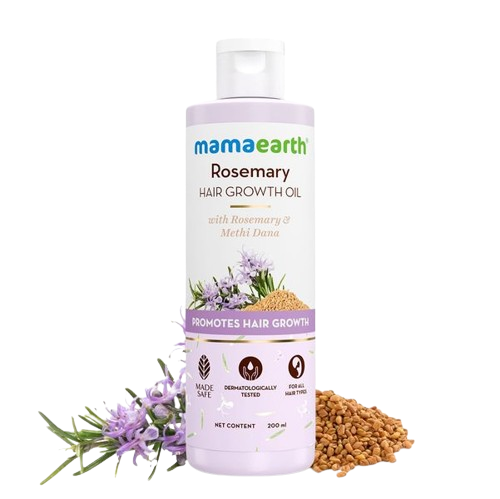 mamaearth®
Rosemary
HAIR GROWTH OIL
with Rosemary &
Methi Dana
PROMOTES HAIR GROWTH
MADE
SAFE
DERMATOLOGICALLY
TESTED
FOR ALL
HAIR TYPES
NET CONTENT 200 ml